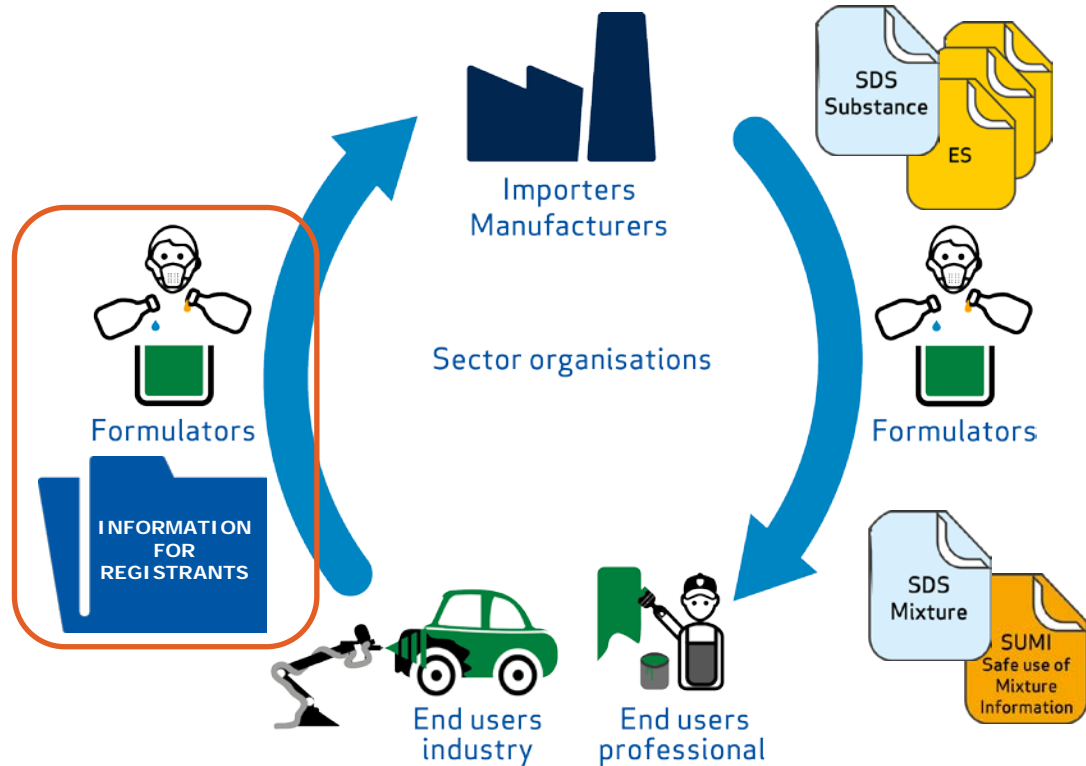 SDS
Substance
ES
Importers
Manufacturers
Sector organisations
Formulators
Formulators
INFORMATION
FOR
REGISTRANTS
SDS
Mixture
SUMI
Safe use of
Mixture
Information
End users
industry
End users
professional